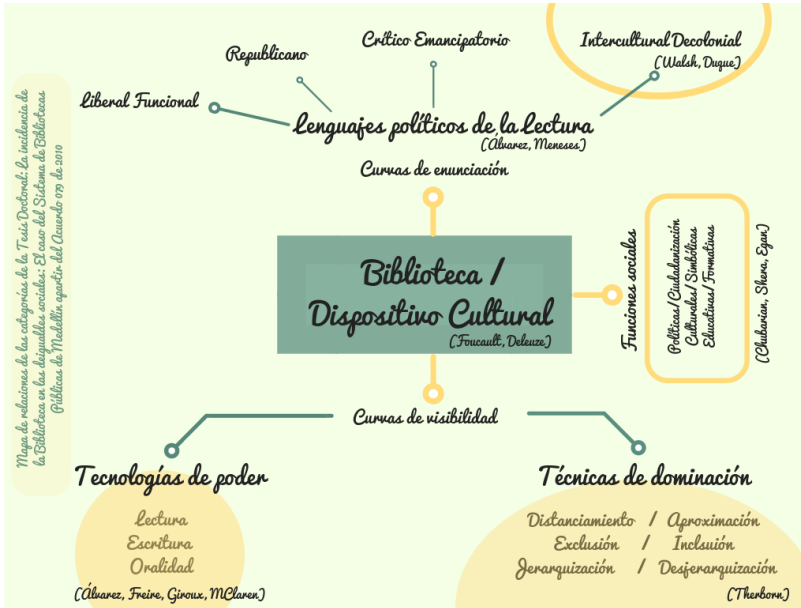 Mapa de relaciones de las categorías de la Tesis Doctoral: La incidencia de
la Biblioteca en las deigualdes sociales: El caso del Sistema de Bibliotecas
Públicas de Medellín apartir del Acuerdo 079 de 2010
Liberal Funcional
Republicano
Crítico Emancipatorio
Intercultural Decolonial
(Walsh, Duque)
Lenguajes políticos de la Lectura
(Álvarez, Meneses)
Curvas de enunciación
Biblioteca /
Dispositivo Cultural
(Foucault, Deleuze)
Funciones sociales
Políticas/Ciudadanización
Culturales/ Simbólicas
Educativas/ Formativas
(Chubarian, Shera, Egan)
Curvas de visibilidad
Tecnologías de poder
Lectura
Escritura
Oralidad
(Álvarez, Freire, Giroux, MClaren)
Técnicas de dominación
Distanciamiento / Aproximación
Exclusión / Inclsuión
Jerarquización / Desjerarquización
(Therborn)